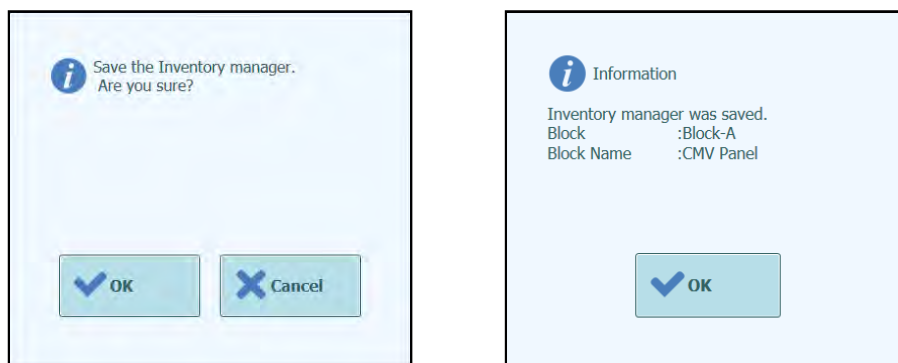 Save the Inventory manager.
Are you sure?
OK
Cancel
Information
Inventory manager was saved.
Block :Block-A
Block Name :CMV Panel
OK